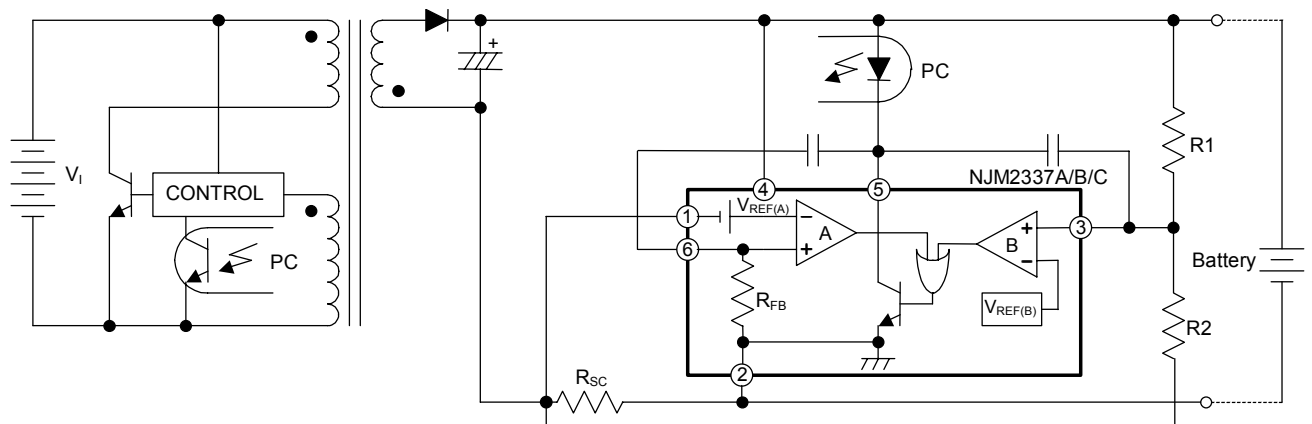 +
PC
R1
NJM2337A/B/C
V_I
CONTROL
4
5
1
V_REF(A)
−
A
+
B
+
−
3
6
PC
R_FB
V_REF(B)
Battery
R2
2
R_SC